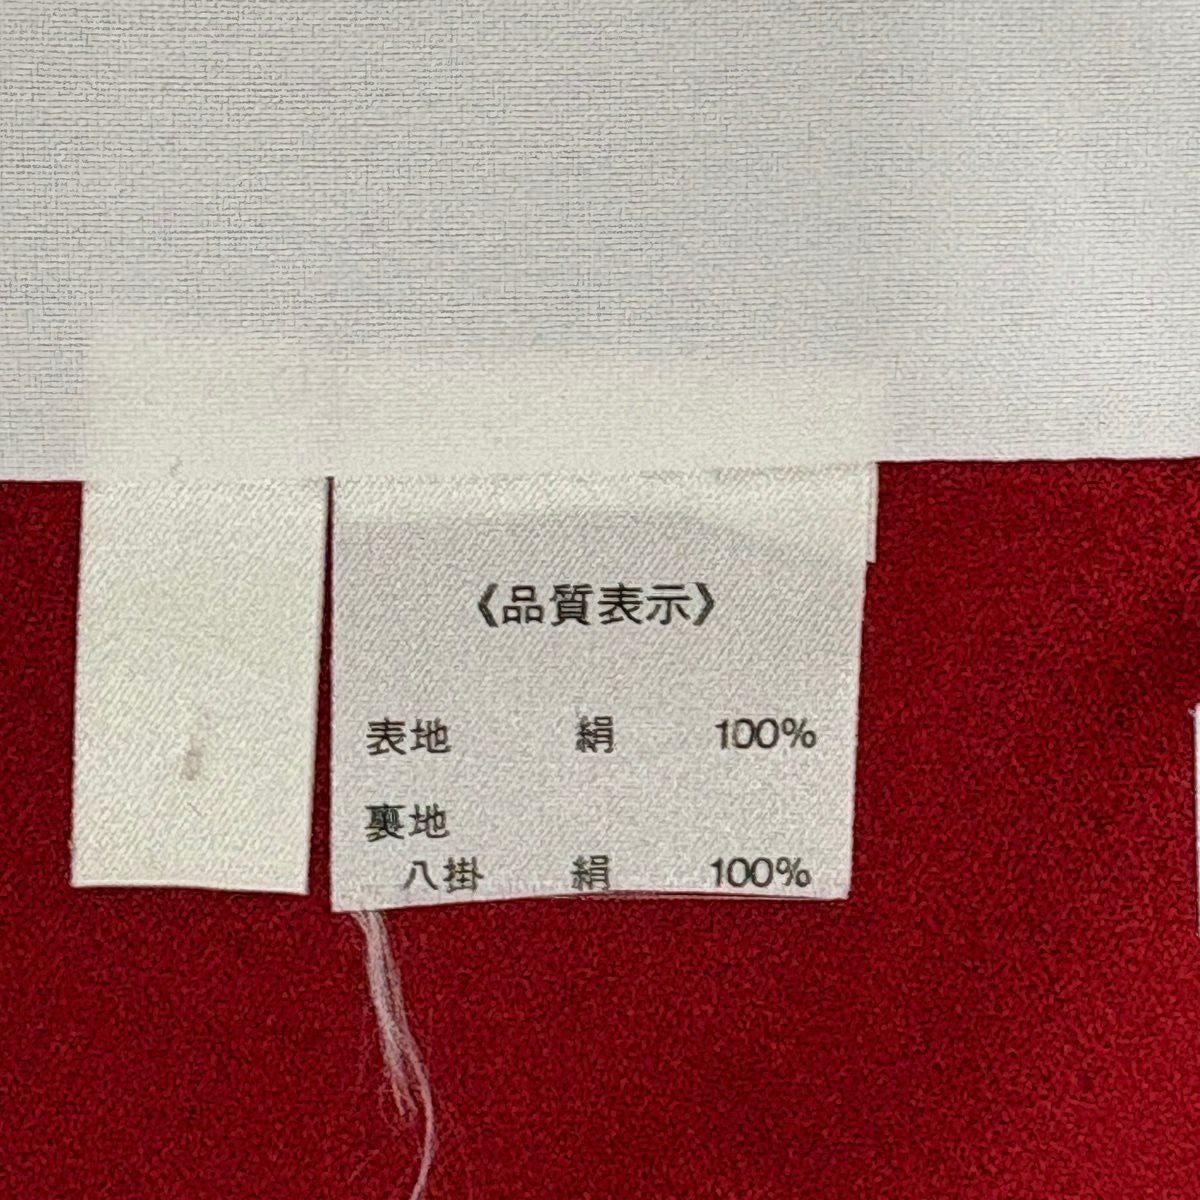 《品質表示》
表地 絹 100%
裏地
八掛 絹 100%